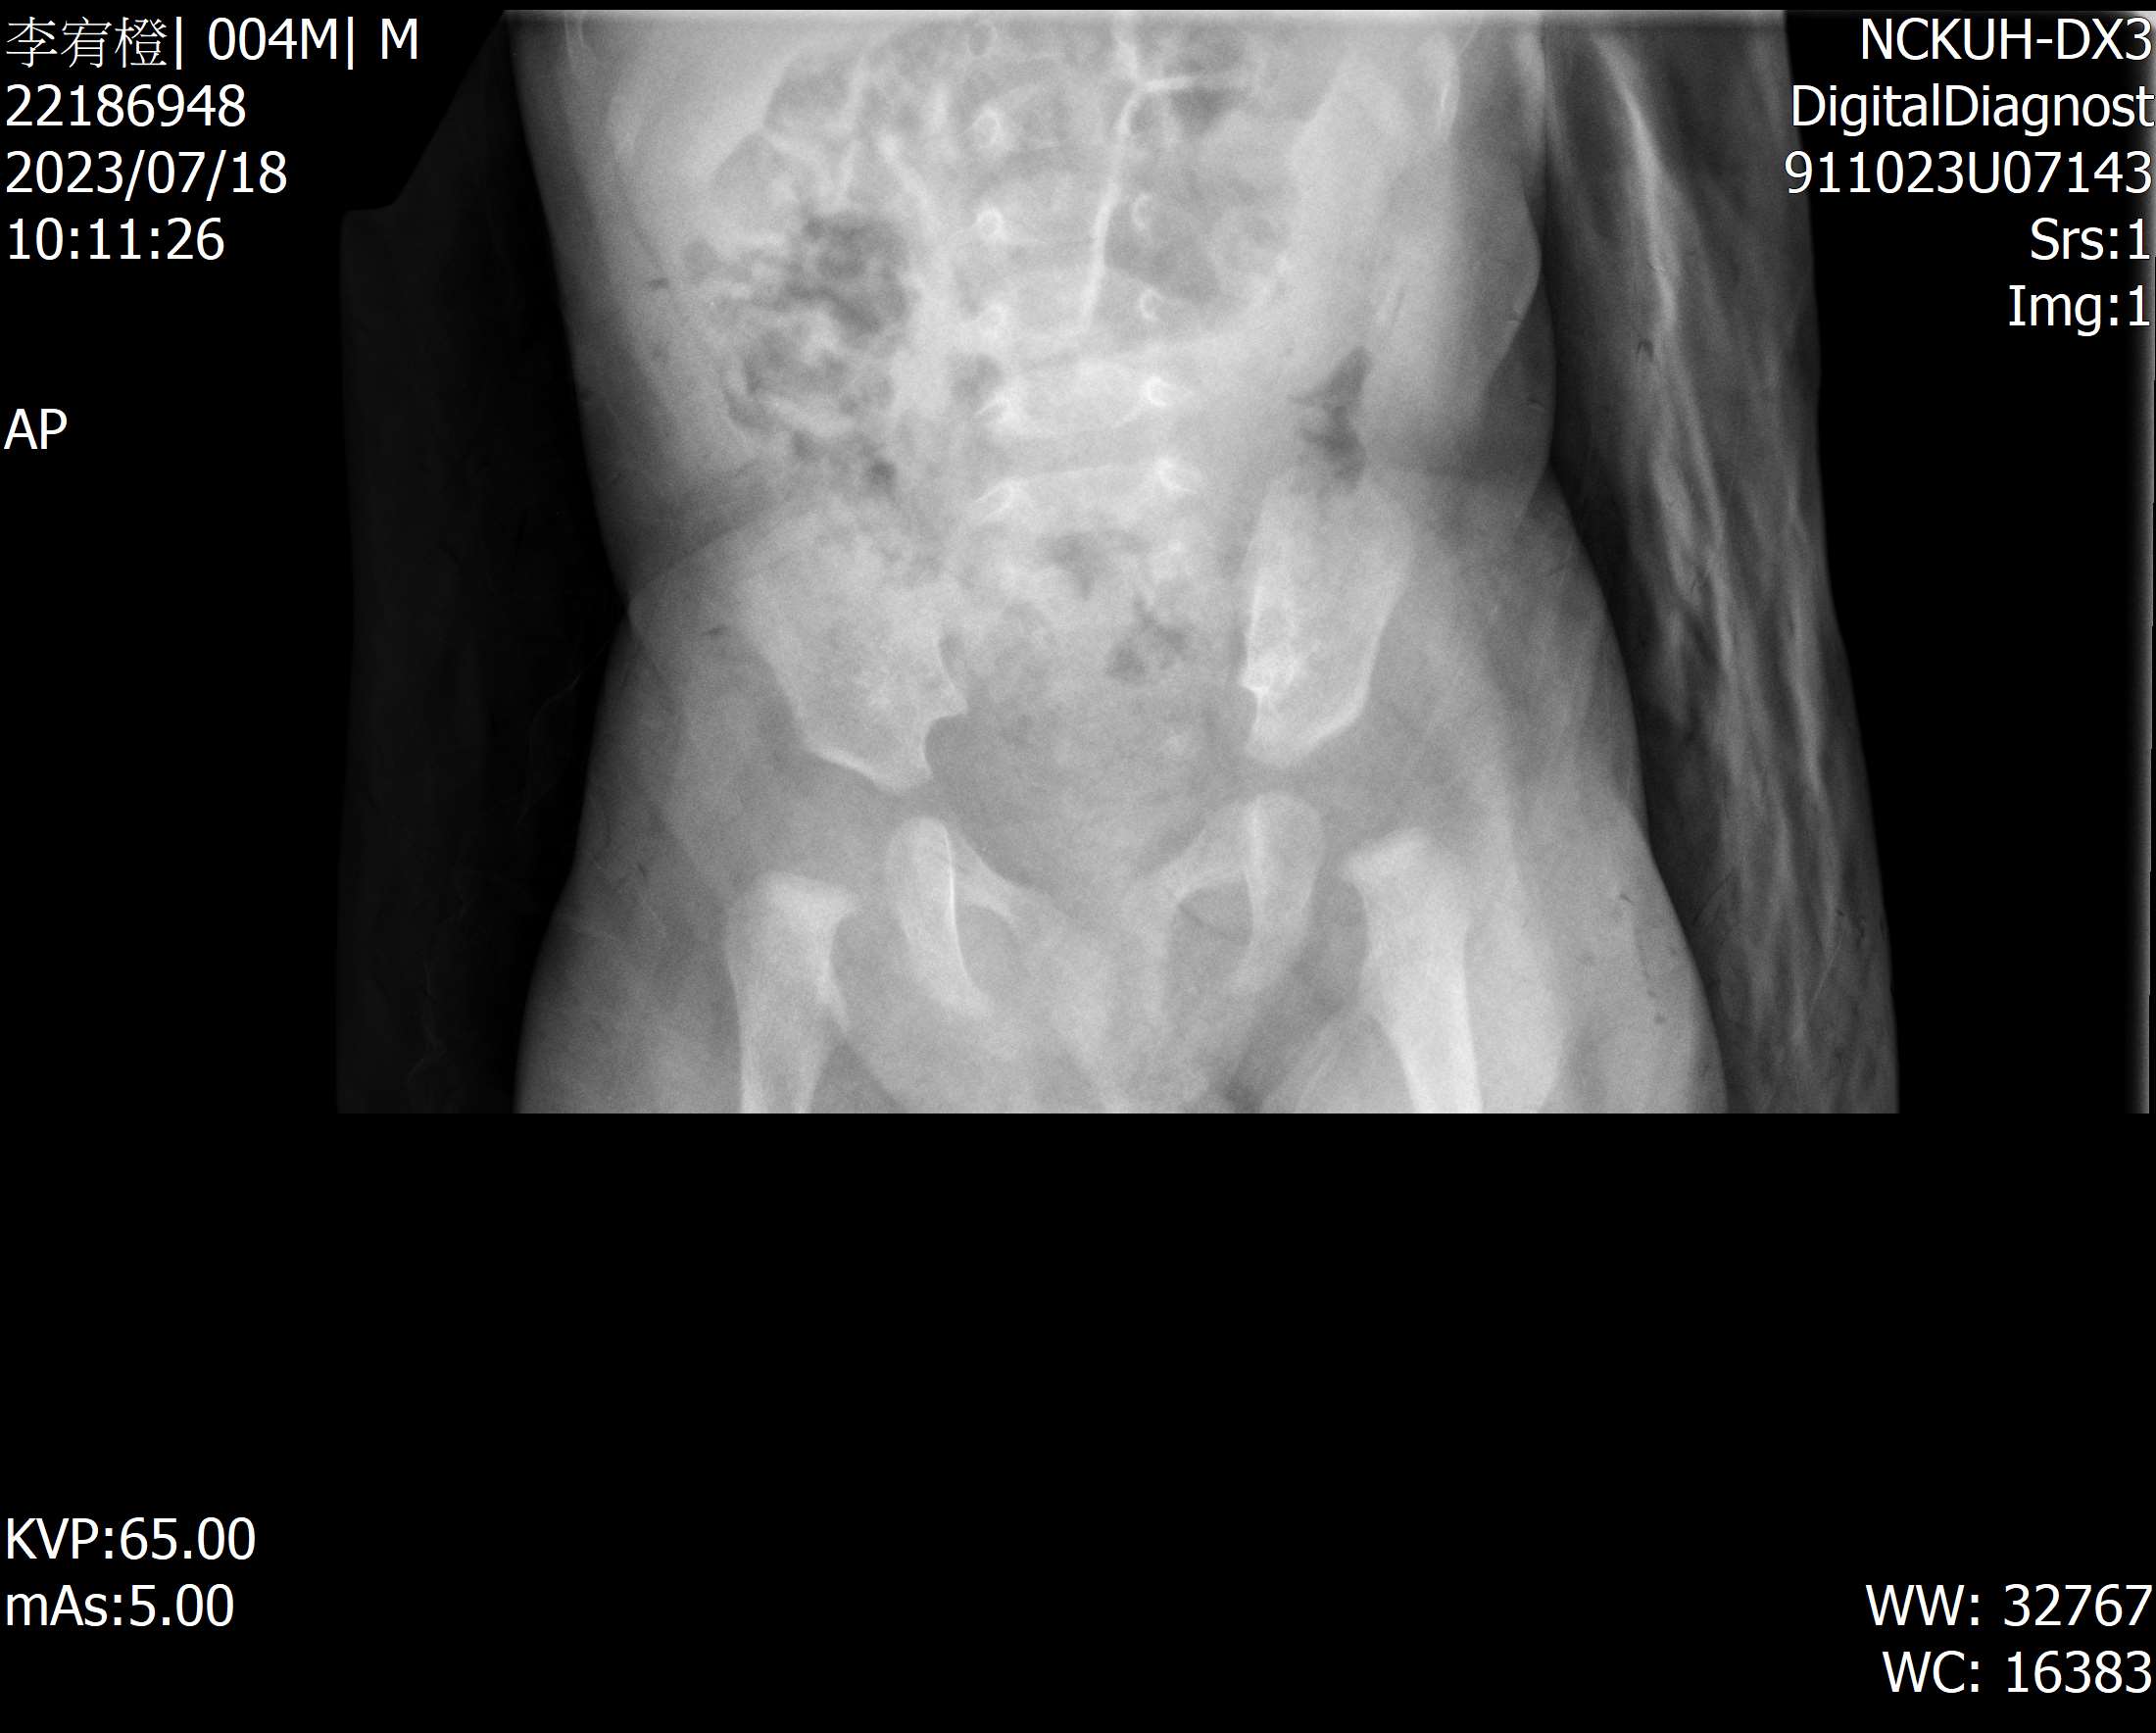 李宥橙| 004M| M
22186948
2023/07/18
10:11:26
AP
NCKUH-DX3
DigitalDiagnost
911023U07143
Srs:1
Img:1
KVP:65.00
mAs:5.00
WW: 32767
WC: 16383